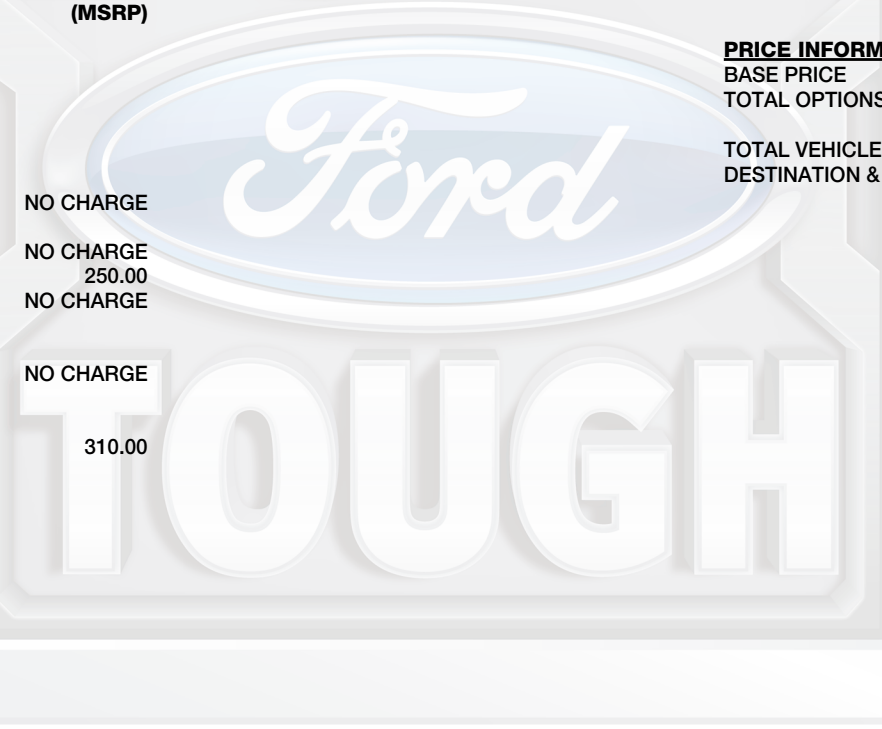 (MSRP)
NO CHARGE
NO CHARGE
250.00
NO CHARGE
NO CHARGE
310.00
PRICE INFORM
BASE PRICE
TOTAL OPTIONS
TOTAL VEHICLE
DESTINATION &
Ford
TOUGH